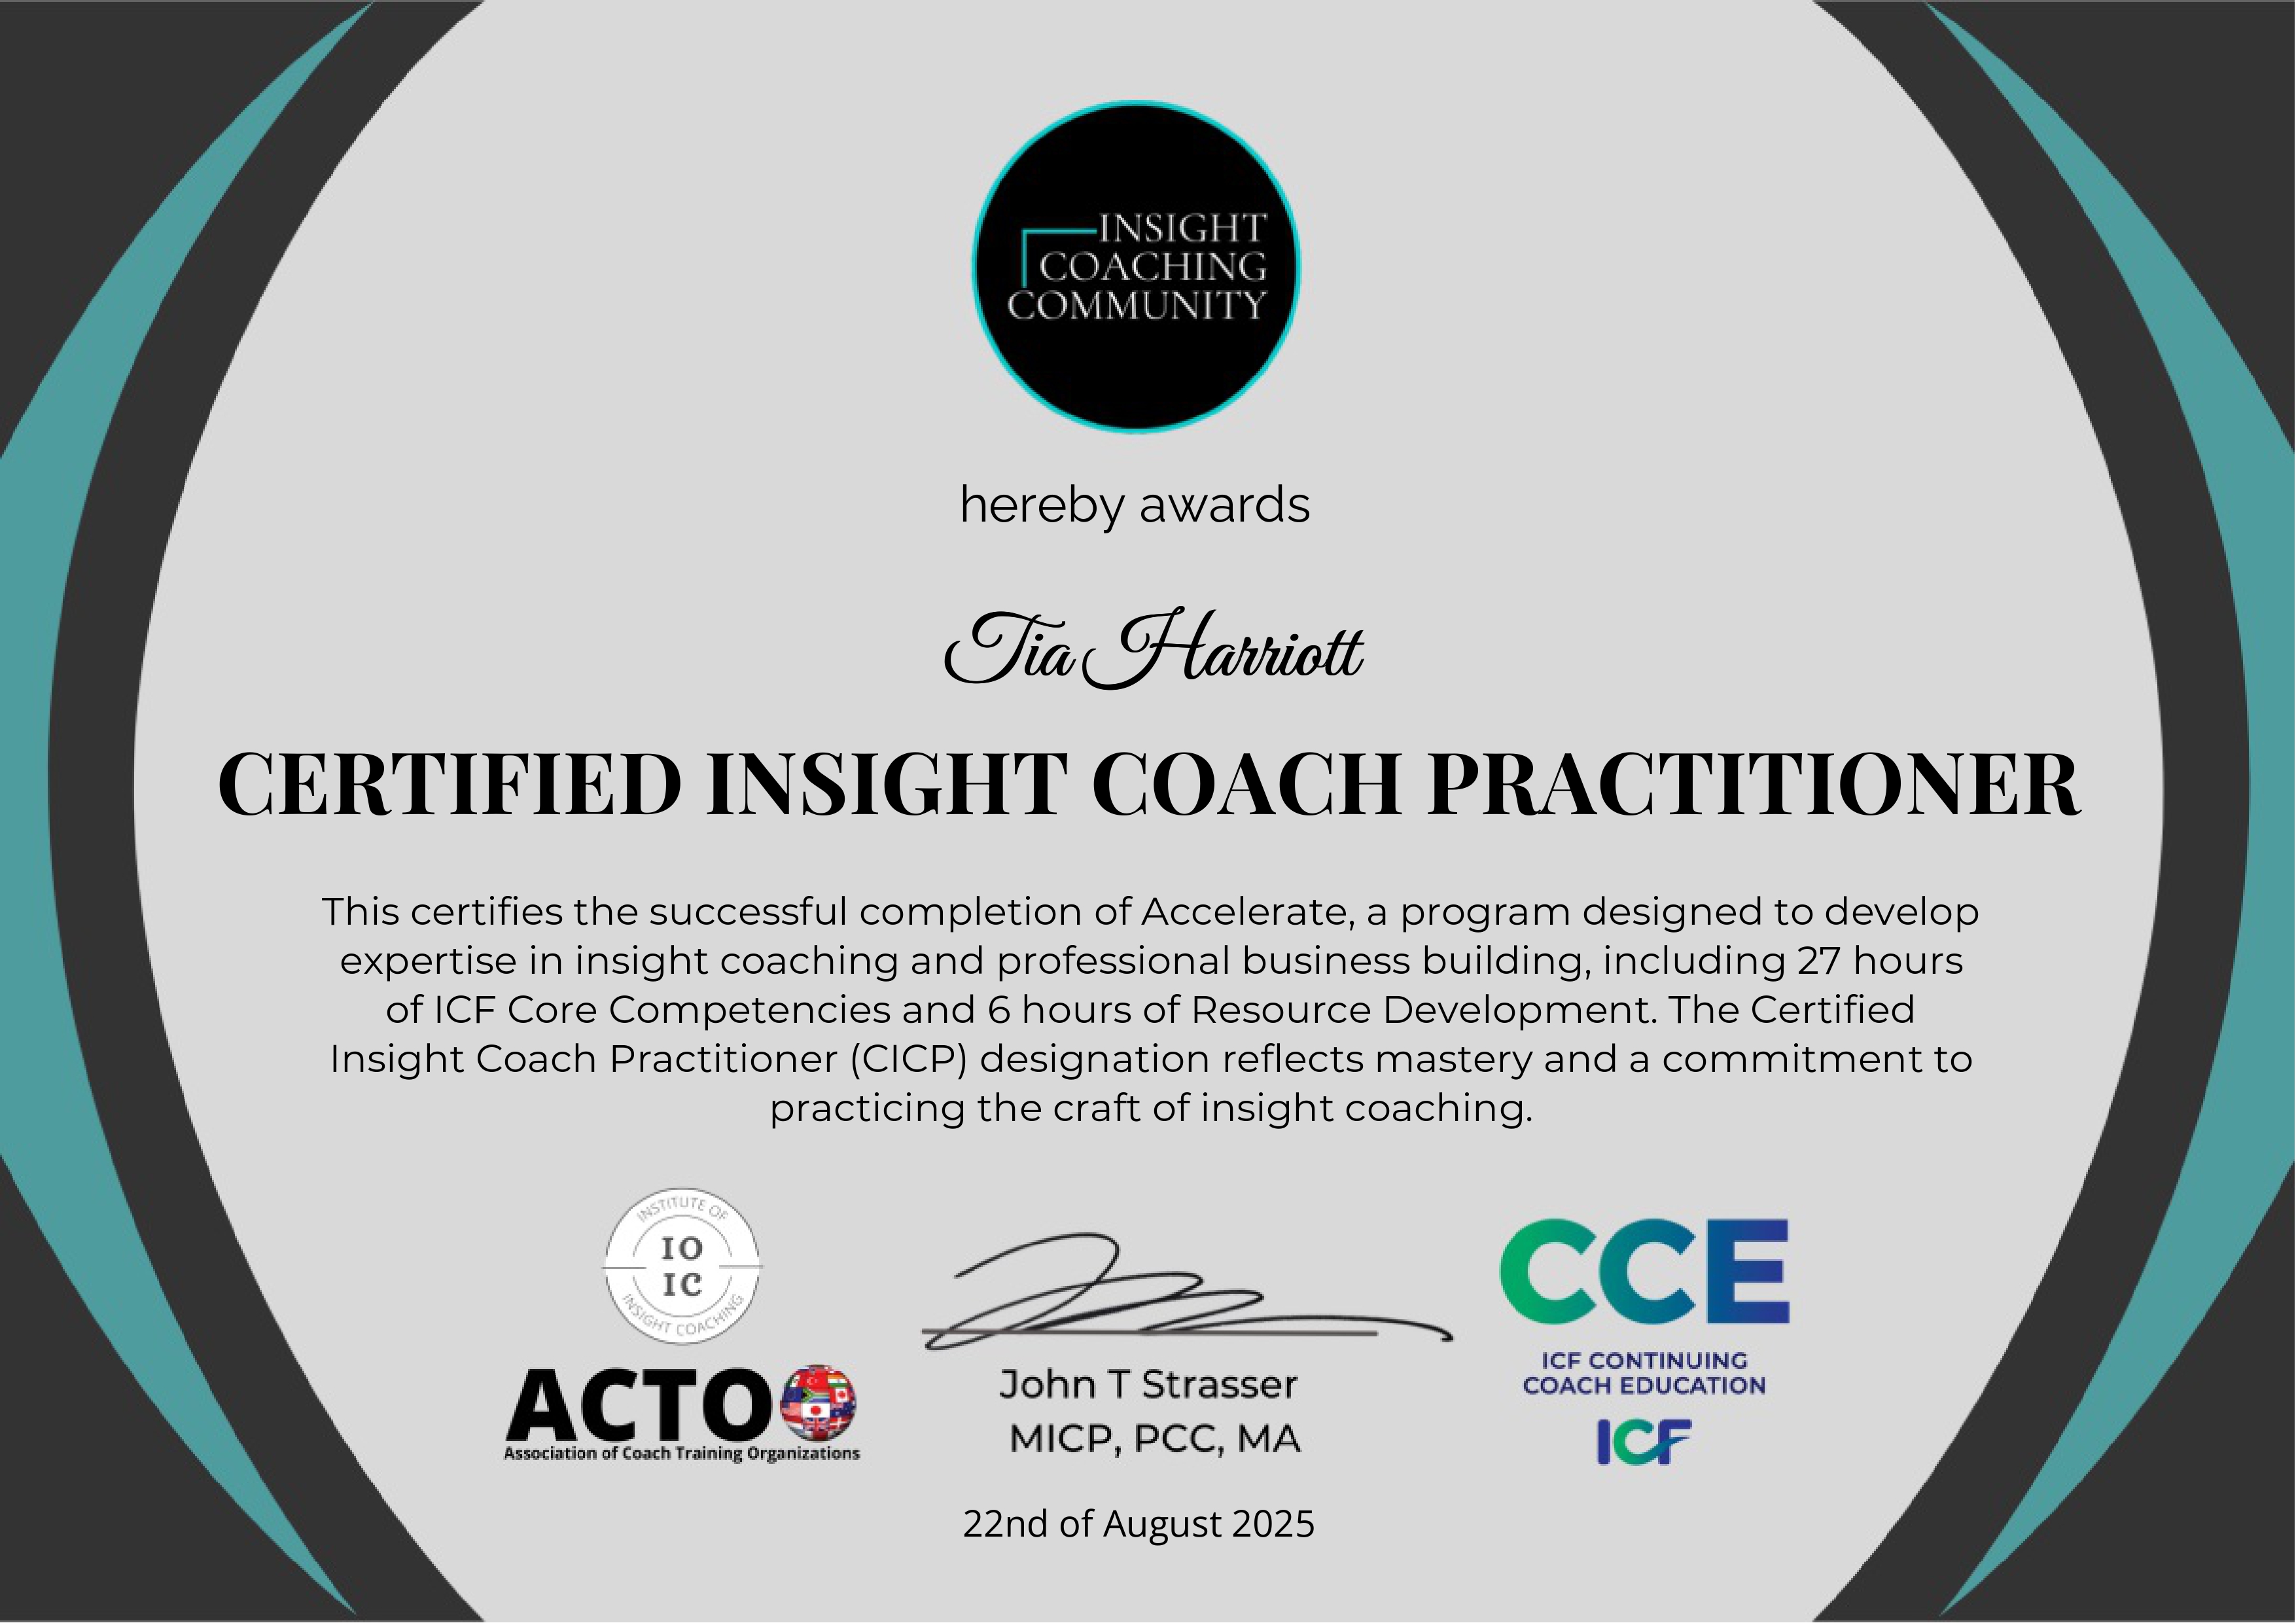 INSIGHT
COACHING
COMMUNITY
hereby awards
Tia Harriott
CERTIFIED INSIGHT COACH PRACTITIONER
This certifies the successful completion of Accelerate, a program designed to develop
expertise in insight coaching and professional business building, including 27 hours
of ICF Core Competencies and 6 hours of Resource Development. The Certified
Insight Coach Practitioner (CICP) designation reflects mastery and a commitment to
practicing the craft of insight coaching.
INSTITUTE OF
IO
IC
INSIGHT COACHING
ACTO
Association of Coach Training Organizations
John T Strasser
MICP, PCC, MA
CCE
ICF CONTINUING
COACH EDUCATION
ICF
22nd of August 2025